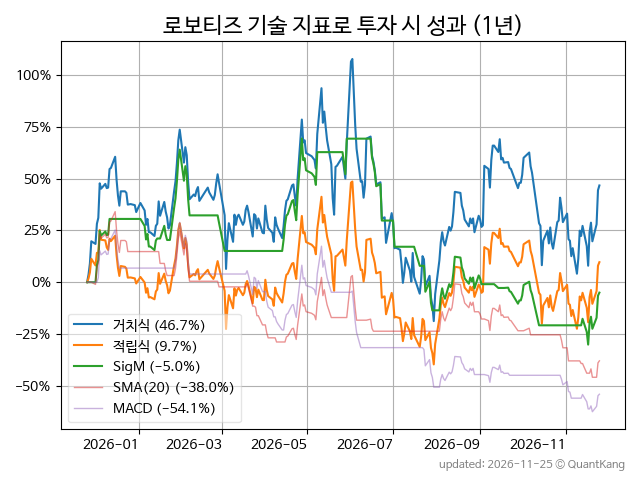 로보티즈 기술 지표로 투자 시 성과 (1년)
100%
75%
50%
25%
0%
−25%
−50%
거치식 (46.7%)
적립식 (9.7%)
SigM (−5.0%)
SMA(20) (−38.0%)
MACD (−54.1%)
2026-01 2026-03 2026-05 2026-07 2026-09 2026-11
updated: 2026-11-25 © QuantKang